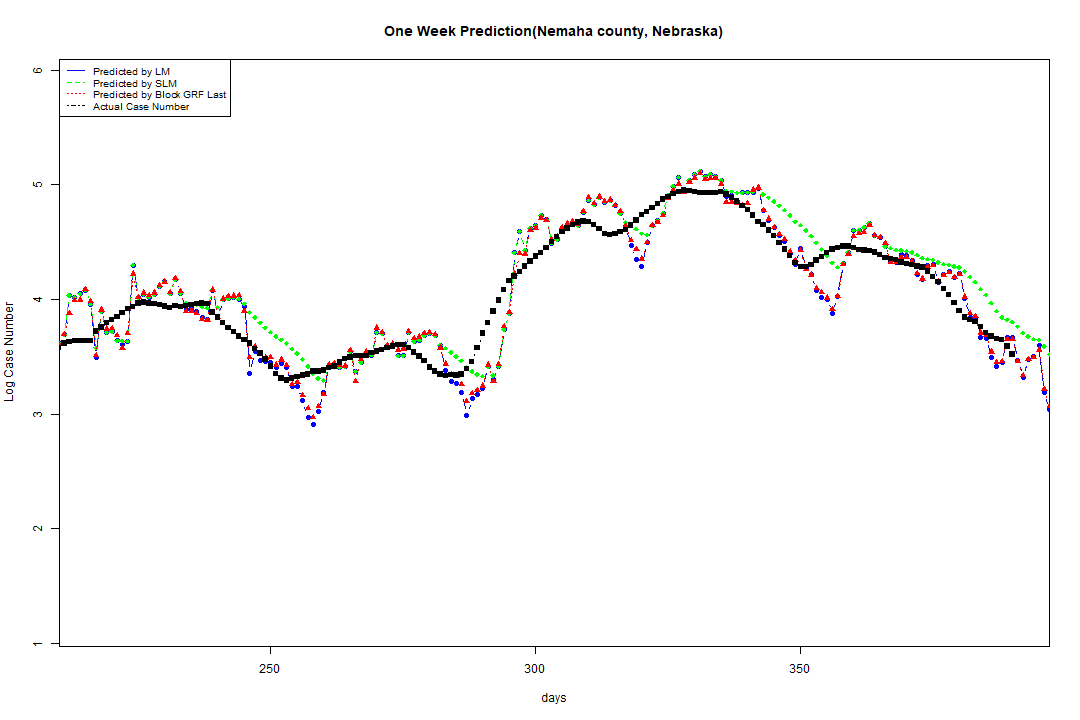 One Week Prediction(Nemaha county, Nebraska)
Predicted by LM
Predicted by SLM
Predicted by Block GRF Last
Actual Case Number
6
5
4
3
2
1
Log Case Number
250 300 350
days